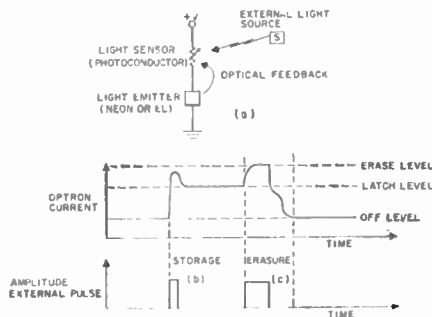 +V
EXTERNAL LIGHT
SOURCE
S
LIGHT SENSOR
(PHOTOCONDUCTOR)
OPTICAL FEEDBACK
LIGHT EMITTER
(NEON OR EL)
(a)
ERASE LEVEL
LATCH LEVEL
OPTRON
CURRENT
OFF LEVEL
TIME
STORAGE
ERASURE
(b)
(c)
AMPLITUDE
EXTERNAL PULSE
TIME